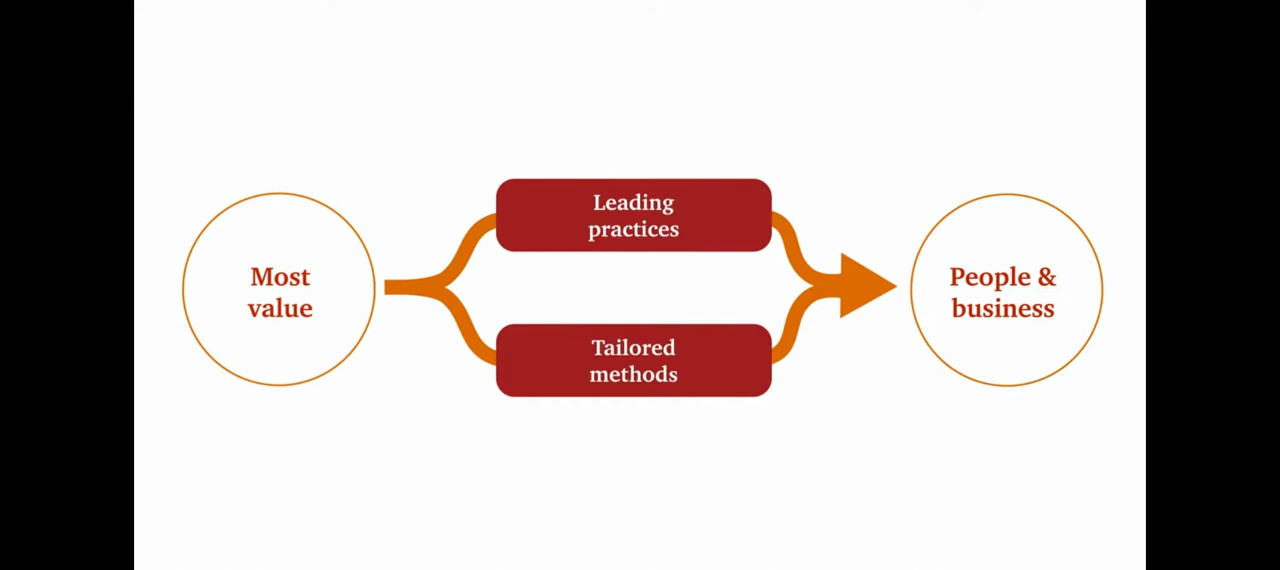 Most
value
Leading
practices
Tailored
methods
People &
business